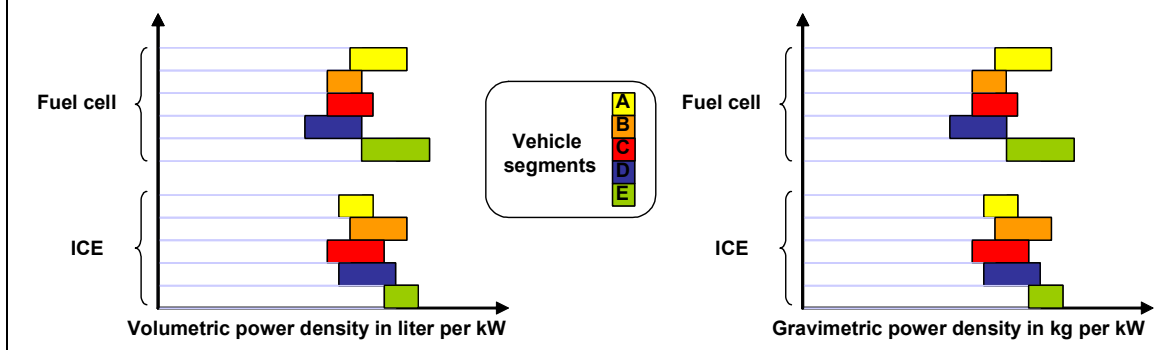 Fuel cell
ICE
Volumetric power density in liter per kW
Vehicle
segments
A
B
C
D
E
Fuel cell
ICE
Gravimetric power density in kg per kW